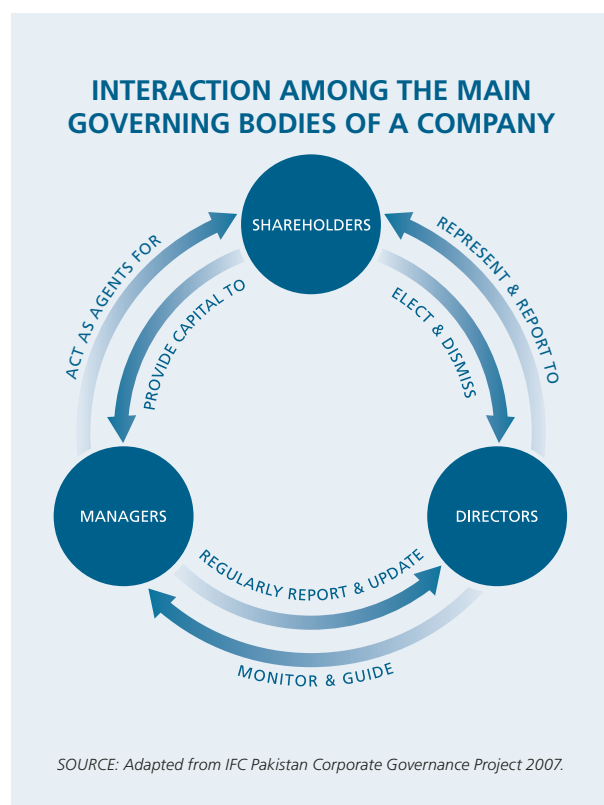 INTERACTION AMONG THE MAIN
GOVERNING BODIES OF A COMPANY
SHAREHOLDERS
ACT AS AGENTS FOR
PROVIDE CAPITAL TO
ELECT & DISMISS
REPRESENT & REPORT TO
MANAGERS
DIRECTORS
REGULARLY REPORT & UPDATE
MONITOR & GUIDE
SOURCE: Adapted from IFC Pakistan Corporate Governance Project 2007.